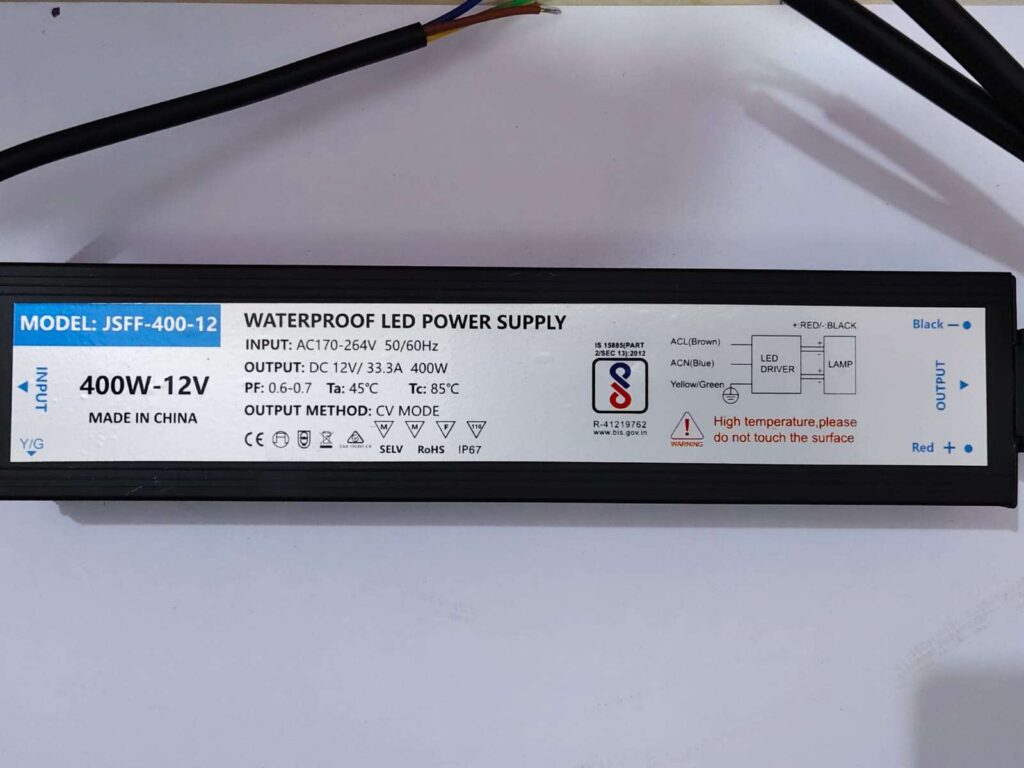 MODEL: JSFF-400-12
INPUT
400W-12V
MADE IN CHINA
Y/G
WATERPROOF LED POWER SUPPLY
INPUT: AC170-264V 50/60Hz
OUTPUT: DC 12V/ 33.3A 400W
PF: 0.6-0.7 Ta: 45℃ Tc: 85℃
OUTPUT METHOD: CV MODE
CE M M F 110
SELV RoHS IP67
IS 15885(PART
2/SEC 13):2012
R-41219762
www.bis.gov.in
+:RED/-:BLACK
ACL(Brown)
ACN(Blue)
Yellow/Green
LED
DRIVER
+
-
+
-
LAMP
WARNING
High temperature,please
do not touch the surface
Black −
OUTPUT
Red +